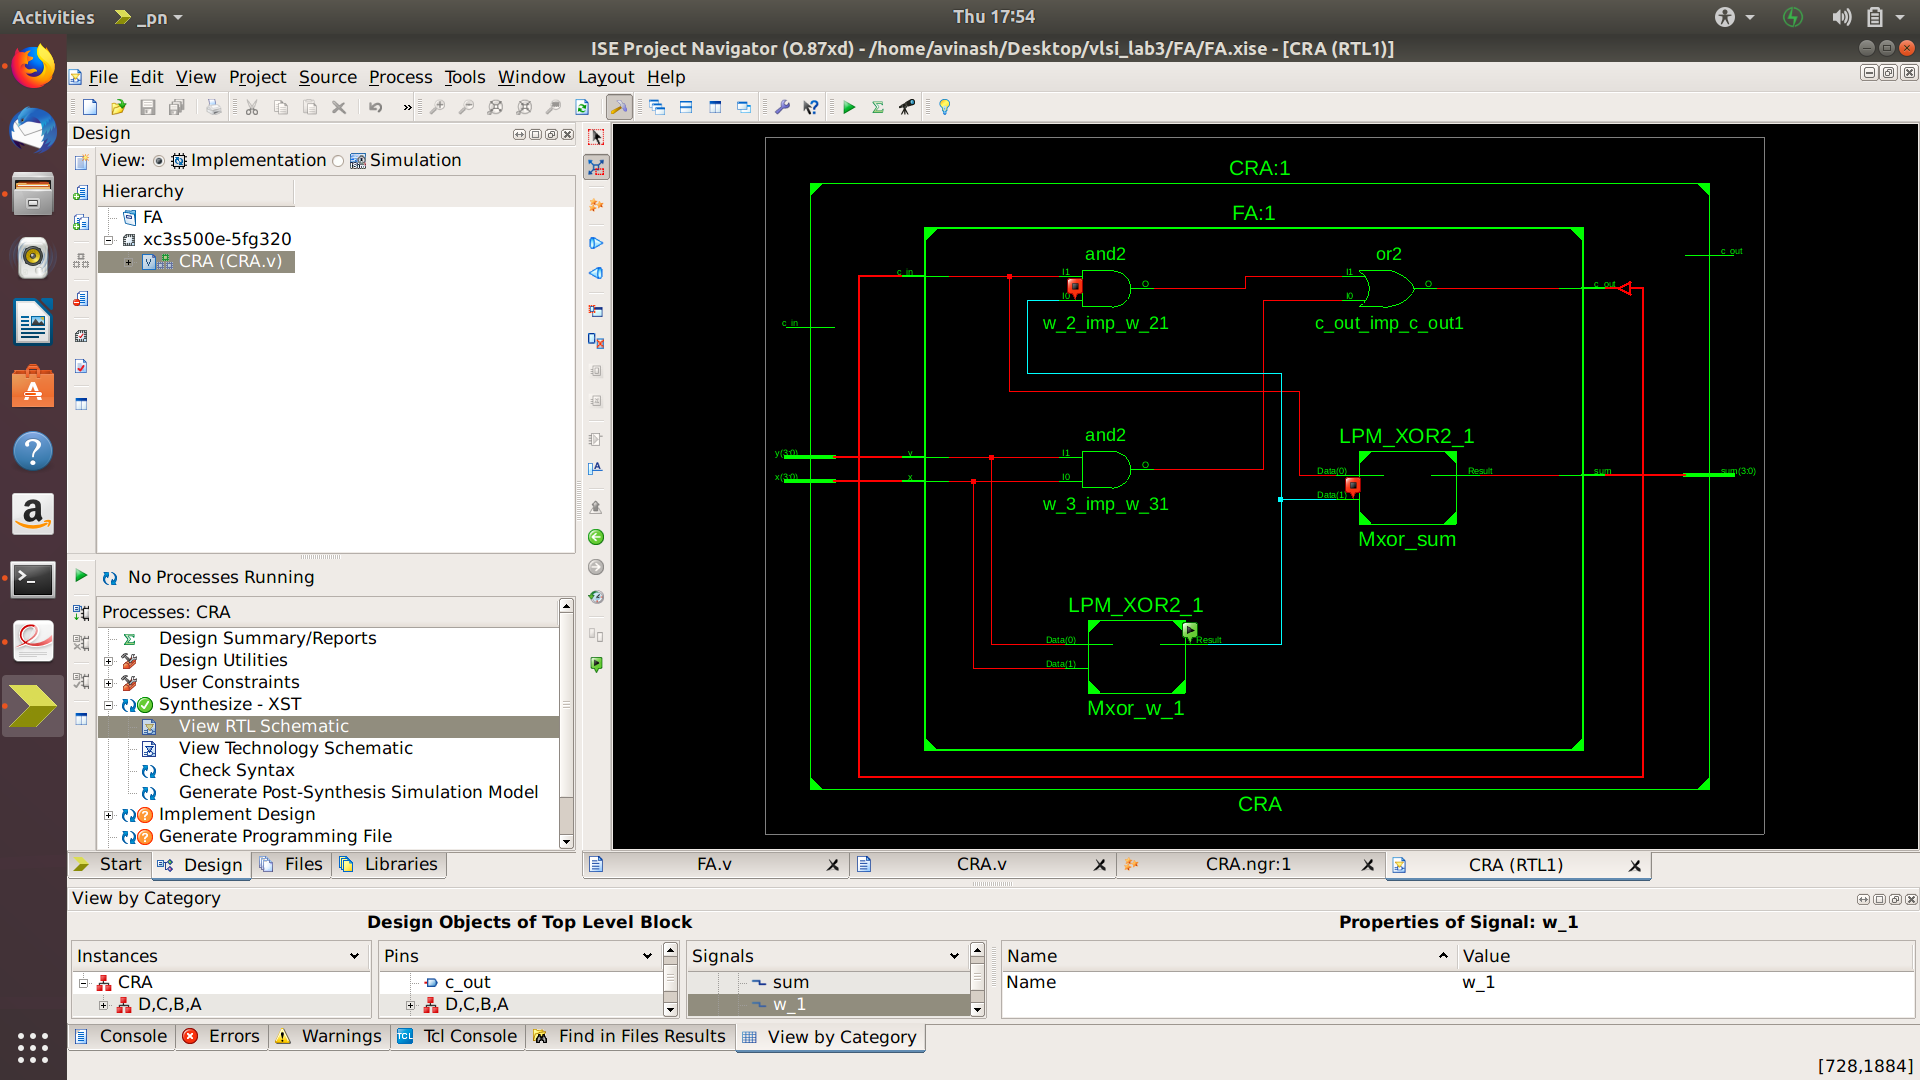 Activities
_pn
Thu 17:54
ISE Project Navigator (O.87xd) - /home/avinash/Desktop/vlsi_lab3/FA/FA.xise - [CRA (RTL1)]
File Edit View Project Source Process Tools Window Layout Help
Design
View: Implementation Simulation
Hierarchy
FA
xc3s500e-5fg320
CRA (CRA.v)
No Processes Running
Processes: CRA
Design Summary/Reports
Design Utilities
User Constraints
Synthesize - XST
View RTL Schematic
View Technology Schematic
Check Syntax
Generate Post-Synthesis Simulation Model
Implement Design
Generate Programming File
Start Design Files Libraries
CRA:1
FA:1
and2
or2
c_in
I1
I0
O
I1
I0
O
c_out
c_out
w_2_imp_w_21
c_out_imp_c_out1
c_in
and2
LPM_XOR2_1
y(3:0)
y
I1
O
x(3:0)
x
I0
Data(0)
Result
sum
sum(3:0)
Data(1)
w_3_imp_w_31
Mxor_sum
LPM_XOR2_1
Data(0)
Result
Data(1)
Mxor_w_1
CRA
FA.v
CRA.v
CRA.ngr:1
CRA (RTL1)
View by Category
Design Objects of Top Level Block
Properties of Signal: w_1
Instances
Pins
Signals
Name
Value
CRA
c_out
sum
Name
w_1
D,C,B,A
D,C,B,A
w_1
Console Errors Warnings Tcl Console Find in Files Results View by Category
[728,1884]